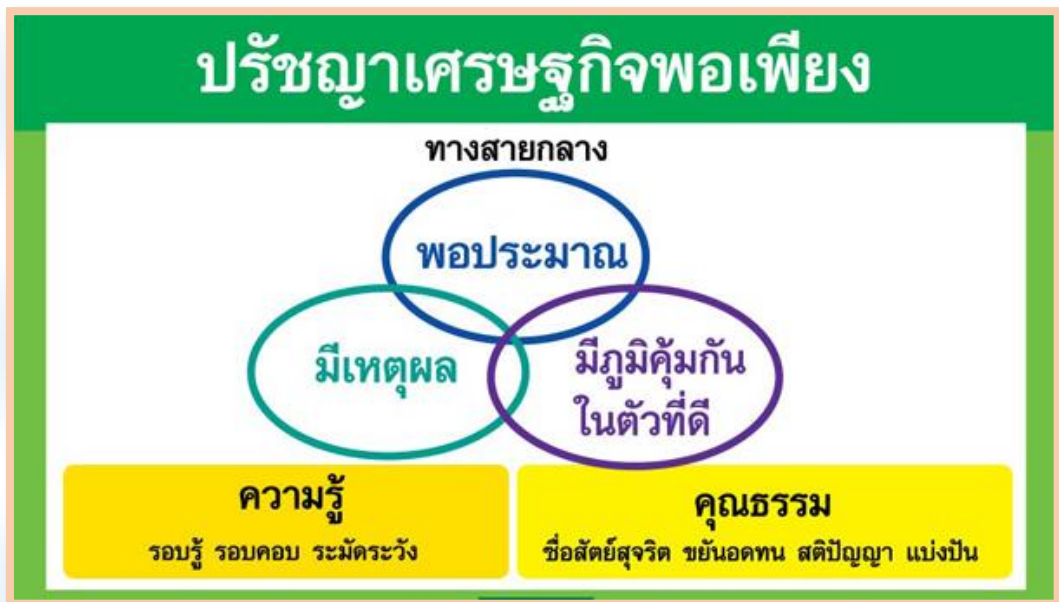 ปรัชญาเศรษฐกิจพอเพียง
ทางสายกลาง
พอประมาณ
มีเหตุผล
มีภูมิคุ้มกัน
ในตัวที่ดี
ความรู้
รอบรู้ รอบคอบ ระมัดระวัง
คุณธรรม
ซื่อสัตย์สุจริต ขยันอดทน สติปัญญา แบ่งปัน